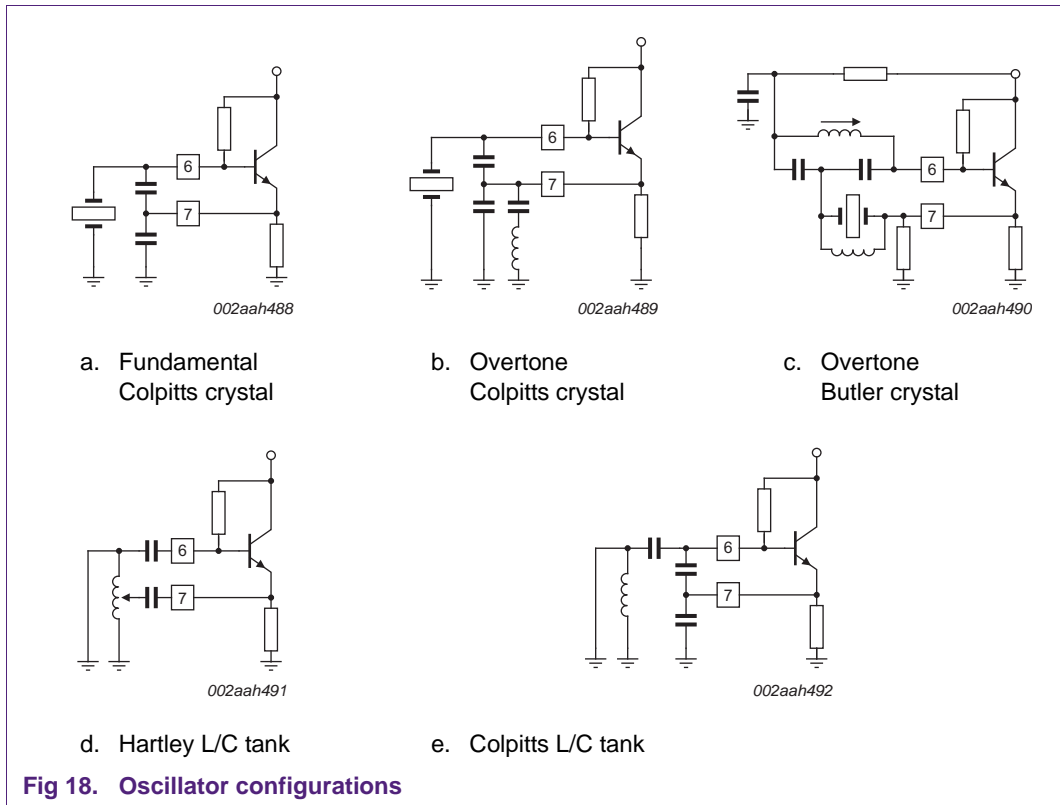 6
7
002aah488
6
7
002aah489
6
7
002aah490
a. Fundamental
Colpitts crystal
b. Overtone
Colpitts crystal
c. Overtone
Butler crystal
6
7
002aah491
6
7
002aah492
d. Hartley L/C tank
e. Colpitts L/C tank
Fig 18. Oscillator configurations